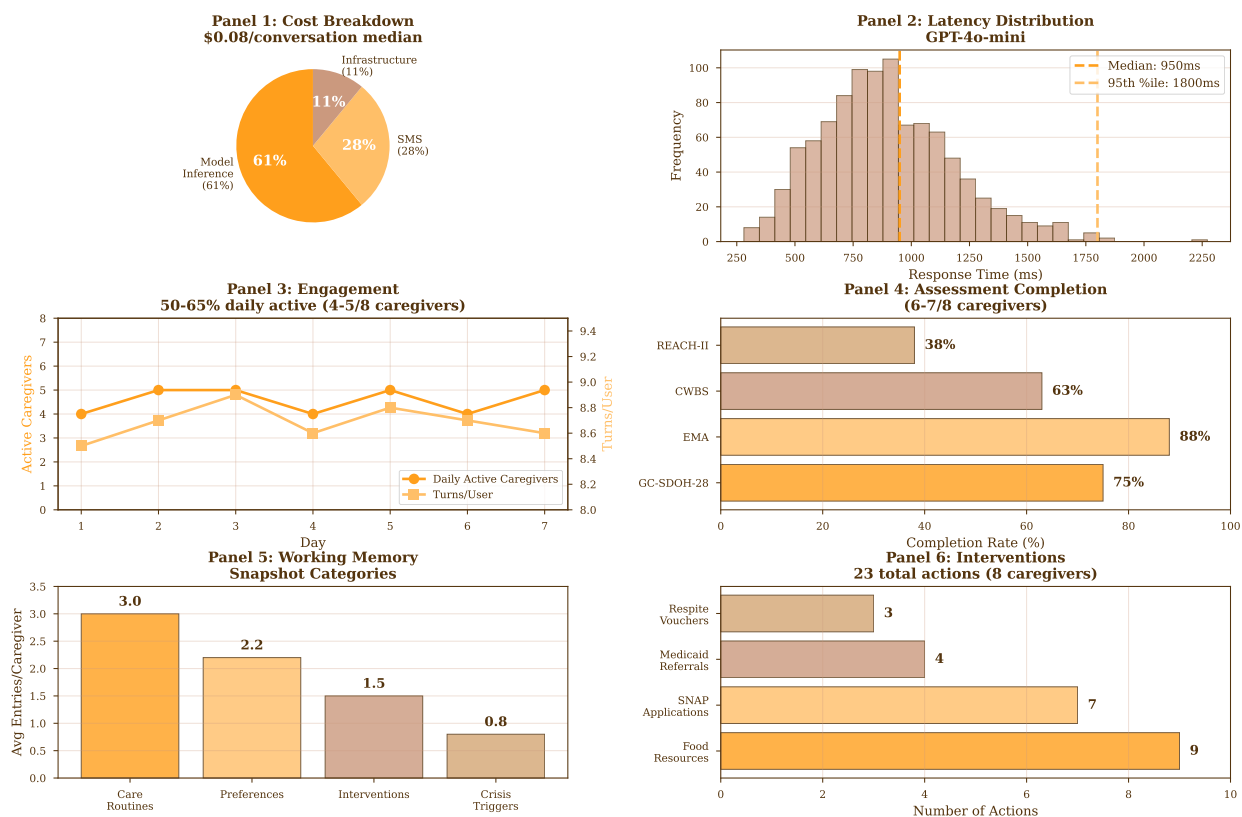 Panel 1: Cost Breakdown
$0.08/conversation median
Infrastructure
(11%)
11%
28%
SMS
(28%)
61%
Model
Inference
(61%)
Panel 2: Latency Distribution
GPT-4o-mini
Median: 950ms
95th %ile: 1800ms
Frequency
100
80
60
40
20
0
250
500
750
1000
1250
1500
1750
2000
2250
Response Time (ms)
Panel 3: Engagement
50-65% daily active (4-5/8 caregivers)
Active Caregivers
8
7
6
5
4
3
2
1
0
9.4
9.2
9.0
8.8
8.6
8.4
8.2
8.0
Turns/User
Daily Active Caregivers
Turns/User
1
2
3
4
5
6
7
Day
Panel 4: Assessment Completion
(6-7/8 caregivers)
REACH-II
38%
CWBS
63%
EMA
88%
GC-SDOH-28
75%
0
20
40
60
80
100
Completion Rate (%)
Panel 5: Working Memory
Snapshot Categories
Avg Entries/Caregiver
3.5
3.0
2.5
2.0
1.5
1.0
0.5
0.0
3.0
2.2
1.5
0.8
Care
Routines
Preferences
Interventions
Crisis
Triggers
Panel 6: Interventions
23 total actions (8 caregivers)
Respite
Vouchers
3
Medicaid
Referrals
4
SNAP
Applications
7
Food
Resources
9
0
2
4
6
8
10
Number of Actions